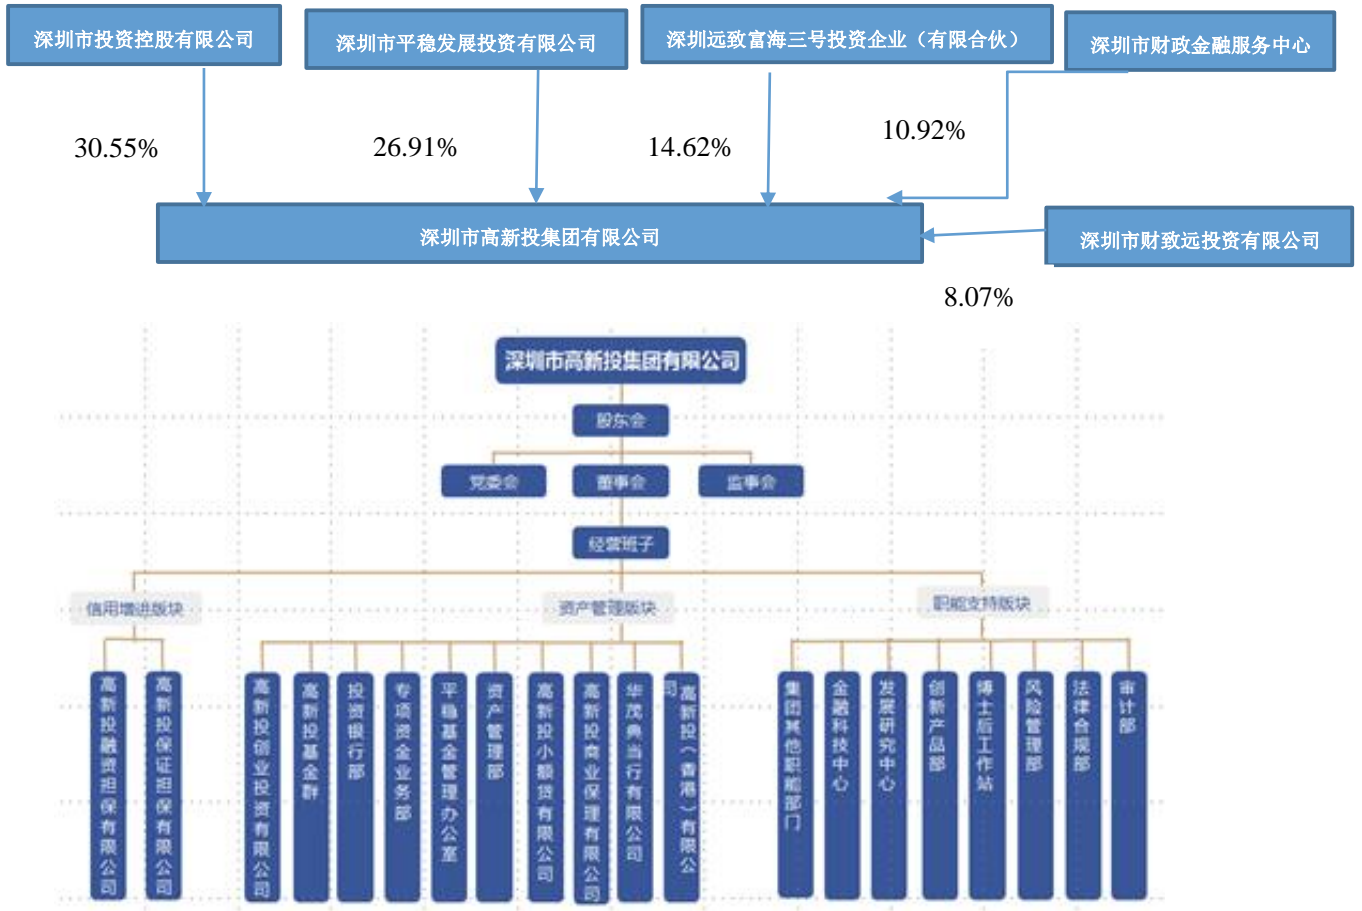 深圳市投资控股有限公司
深圳市平稳发展投资有限公司
深圳远致富海三号投资企业（有限合伙）
深圳市财政金融服务中心
30.55%
26.91%
14.62%
10.92%
深圳市高新投集团有限公司
深圳市财致远投资有限公司
8.07%
深圳市高新投集团有限公司
股东会
党委会
董事会
监事会
经营班子
信用增进版块
资产管理版块
职能支持版块
高新投融资担保有限公司
高新投保证担保有限公司
高新投创业投资有限公司
高新投基金群
投资银行部
专项资金业务部
平稳基金管理办公室
资产管理部
高新投小额贷有限公司
高新投商业保理有限公司
华茂典当行有限公司
高新投（香港）有限公
司
集团其他职能部门
金融科技中心
发展研究中心
创新产品部
博士后工作站
风险管理部
法律合规部
审计部